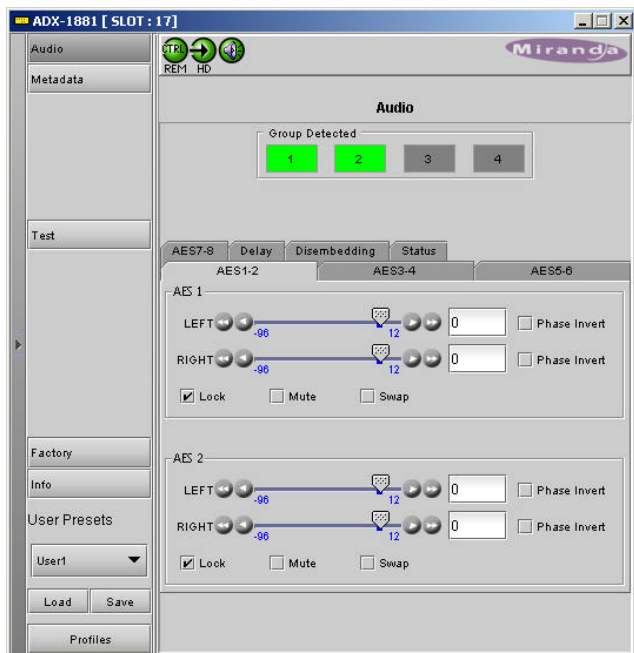 ADX-1881 [ SLOT : 17]
Audio
Metadata
Test
Factory
Info
User Presets
User1
Load Save
Profiles
CTRL
REM HD
Miranda
Audio
Group Detected
1 2 3 4
AES7-8 Delay Disembedding Status
AES1-2 AES3-4 AES5-6
AES 1
LEFT -96 12 0 Phase Invert
RIGHT -96 12 0 Phase Invert
Lock Mute Swap
AES 2
LEFT -96 12 0 Phase Invert
RIGHT -96 12 0 Phase Invert
Lock Mute Swap